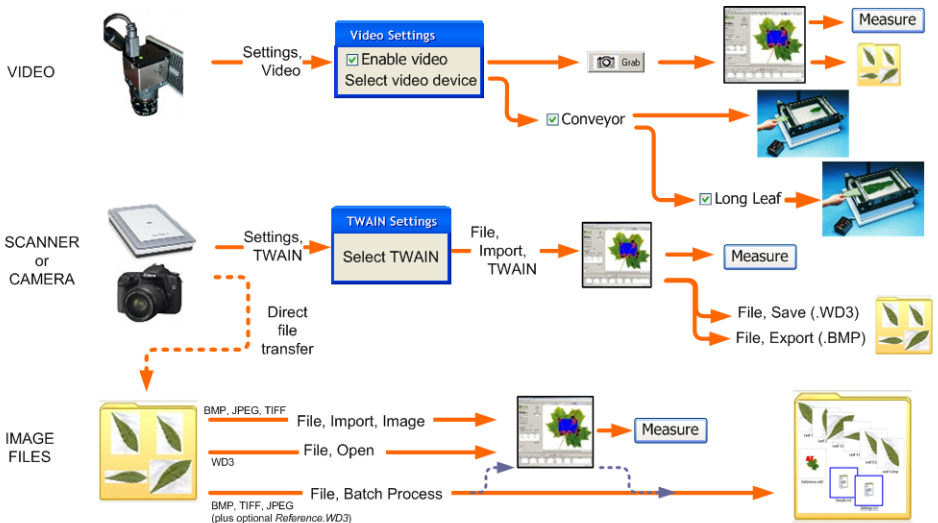 VIDEO
Settings,
Video
Video Settings
Enable video
Select video device
Grab
Measure
Conveyor
Long Leaf
SCANNER
or
CAMERA
Settings,
TWAIN
TWAIN Settings
Select TWAIN
File,
Import,
TWAIN
Measure
File, Save (.WD3)
File, Export (.BMP)
Direct
file
transfer
IMAGE
FILES
BMP, JPEG, TIFF
File, Import, Image
WD3
File, Open
Measure
File, Batch Process
BMP, TIFF, JPEG
(plus optional Reference.WD3)